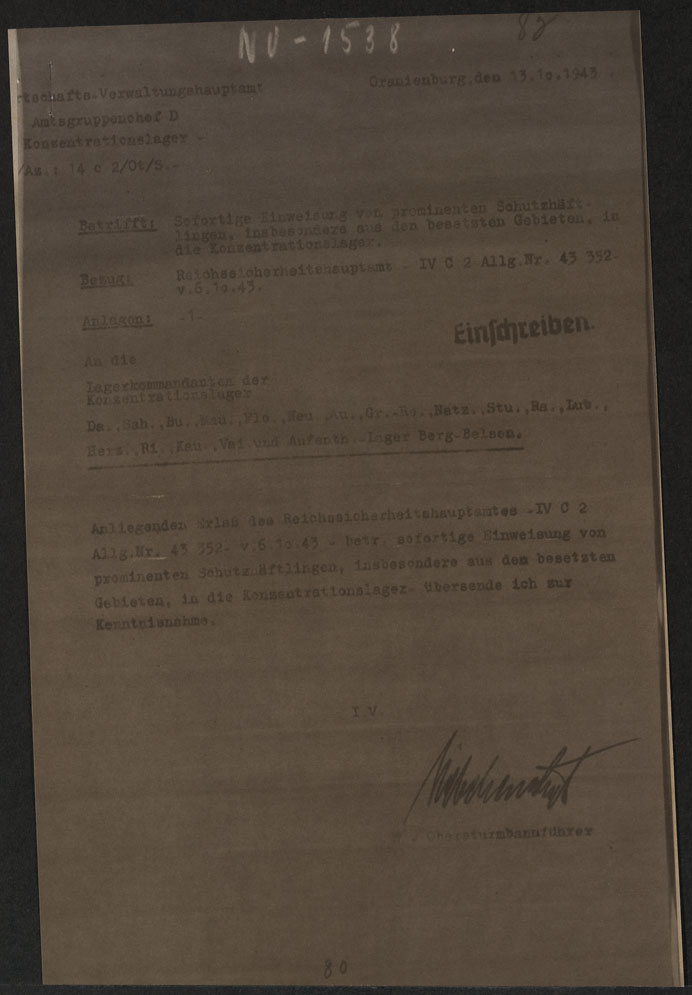 NO-1538
82
rtschafts-Verwaltungshauptamt
Oranienburg, den 13.1o.1943
Amtsgruppenchef D
Konzentrationslager -
/Az.: 14 c 2/Ot/S.-
Betrifft: Sofortige Einweisung von prominenten Schutzhäft-
lingen, insbesondere aus den besetzten Gebieten, in
die Konzentrationslager.
Bezug: Reichssicherheitshauptamt - IV C 2 Allg.Nr. 43 352-
v.6.1o.43.
Anlagen: -1-
Einschreiben.
An die
Lagerkommandanten der
Konzentrationslager
Da.,Sah.,Bu.,Mau.,Flo.,Neu.,Au.,Gr.-Ro.,Natz.,Stu.,Ra.,Lub.,
Herz.,Ri.,Kau.,Vai und Aufenth.-Lager Berg-Belsen.
Anliegenden Erlaß des Reichssicherheitshauptamtes -IV C 2
Allg.Nr. 43 352- v.6.1o.43 - betr. sofortige Einweisung von
prominenten Schutzhäftlingen, insbesondere aus den besetzten
Gebieten, in die Konzentrationslager- übersende ich zur
Kenntnisnahme.
I V
Obersturmbannführer
80